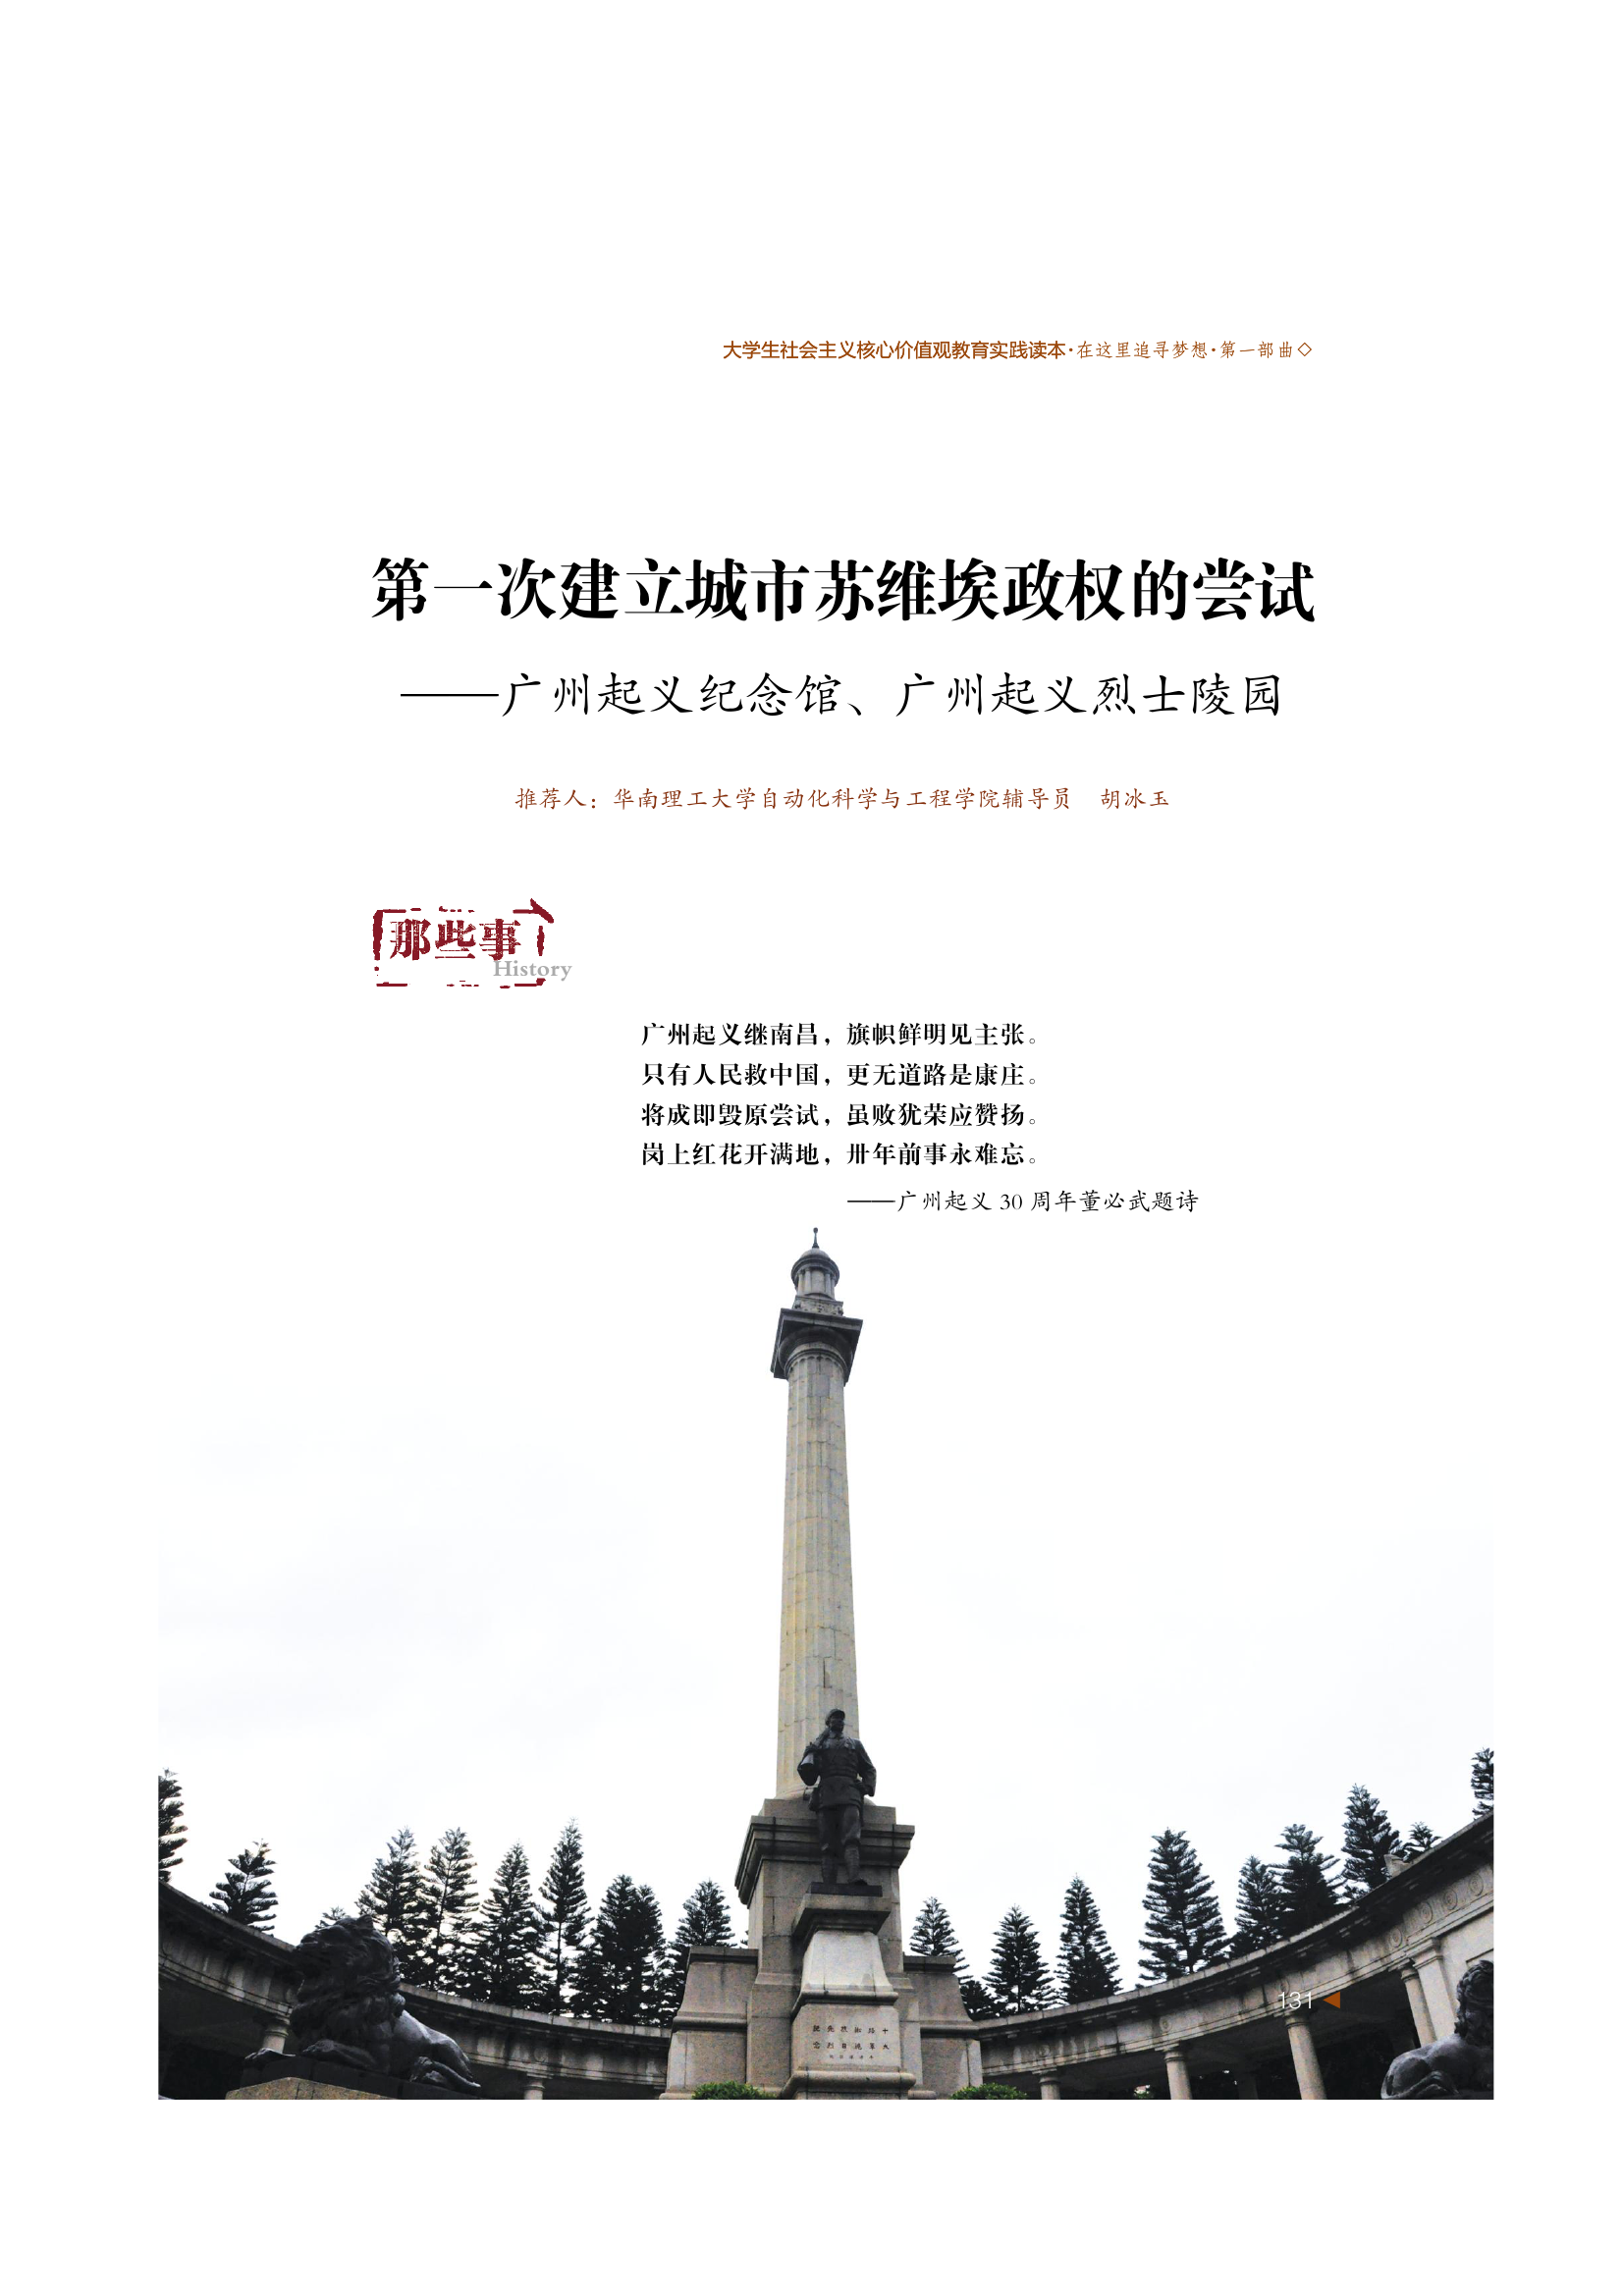 大学生社会主义核心价值观教育实践读本·在这里追寻梦想·第一部曲◇
第一次建立城市苏维埃政权的尝试
——广州起义纪念馆、广州起义烈士陵园
推荐人：华南理工大学自动化科学与工程学院辅导员　胡冰玉
那些事
History
广州起义继南昌，旗帜鲜明见主张。
只有人民救中国，更无道路是康庄。
将成即毁原尝试，虽败犹荣应赞扬。
岗上红花开满地，卅年前事永难忘。
——广州起义 30 周年董必武题诗
131